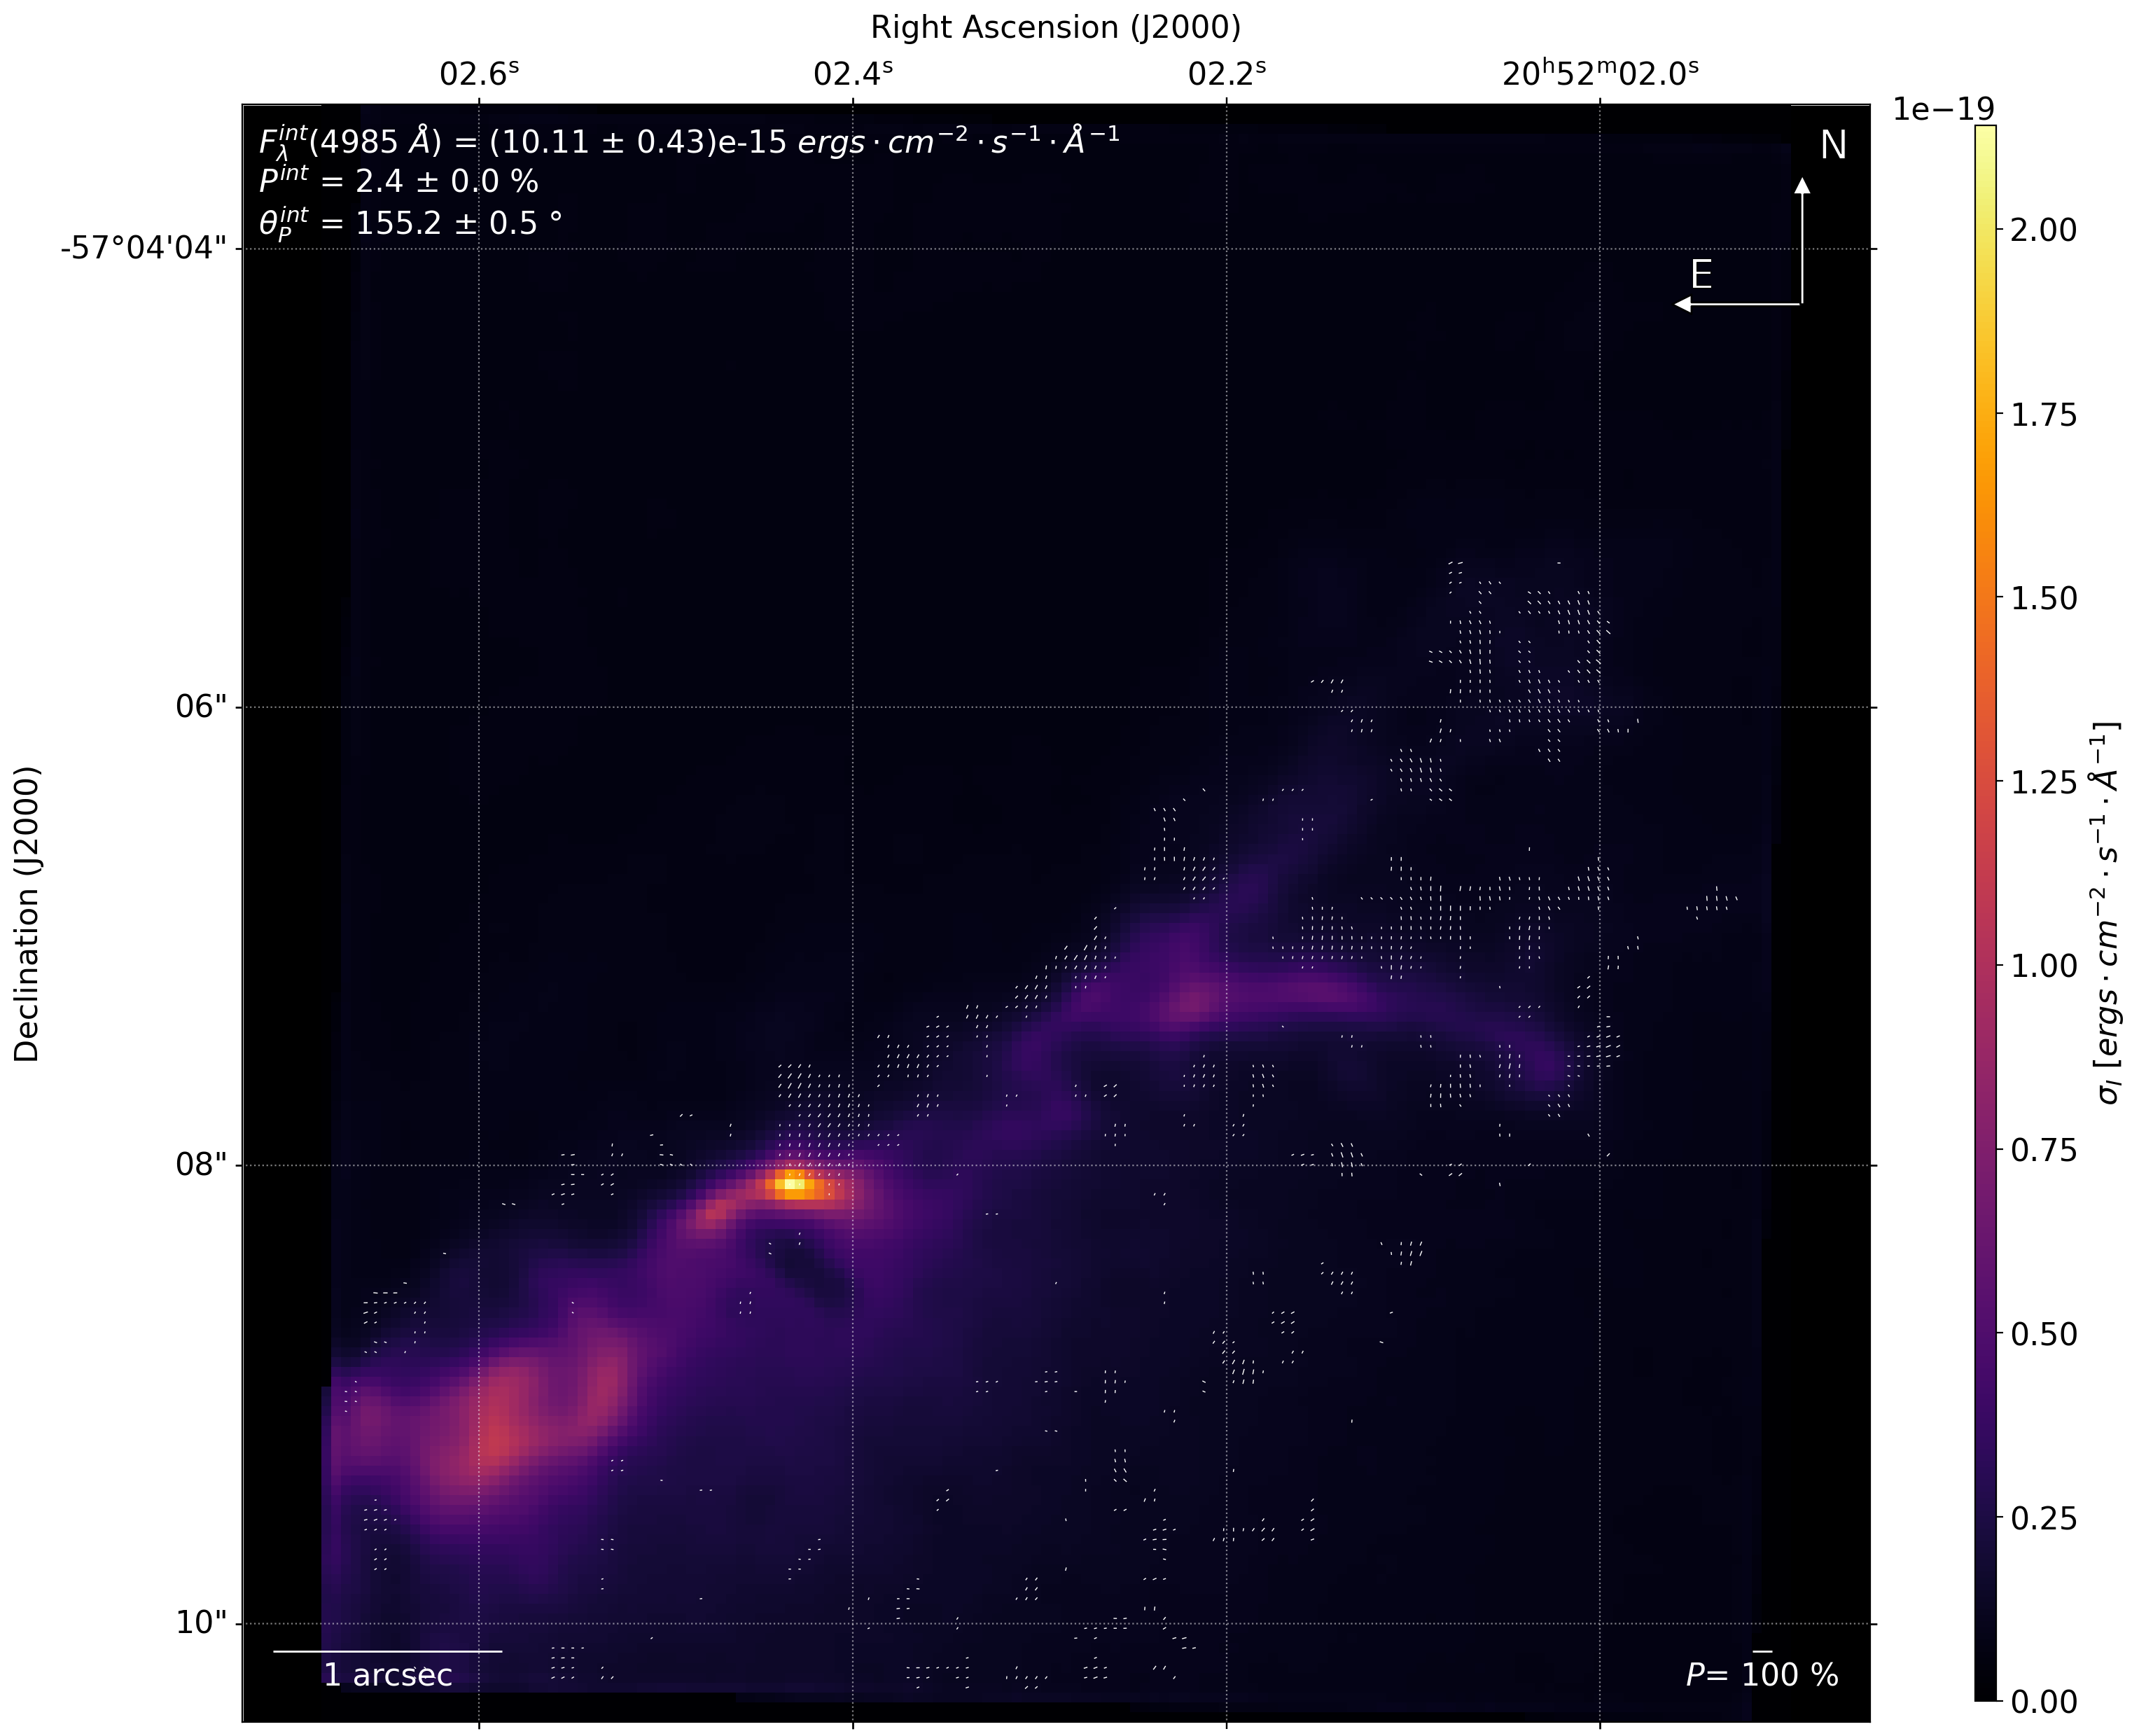 Right Ascension (J2000)
02.6ˢ 02.4ˢ 02.2ˢ 20ʰ52ᵐ02.0ˢ
1e−19
F_λ^int(4985 Å) = (10.11 ± 0.43)e-15 ergs · cm⁻² · s⁻¹ · Å⁻¹
P^int = 2.4 ± 0.0 %
θ_P^int = 155.2 ± 0.5 °
N
E
-57°04'04"
06"
08"
10"
Declination (J2000)
1 arcsec
P= 100 %
2.00
1.75
1.50
1.25
1.00
0.75
0.50
0.25
0.00
σ_I [ergs · cm⁻² · s⁻¹ · Å⁻¹]